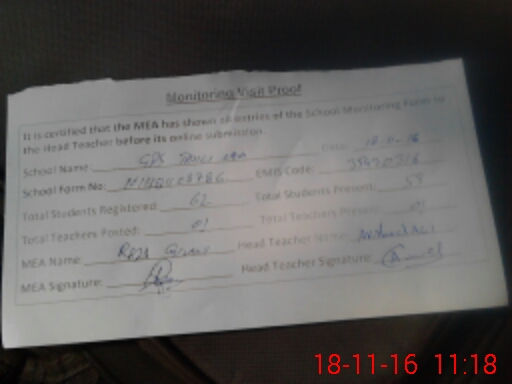 Monitoring Visit Proof
It is certified that the MEA has shown all entries of the School Monitoring Form to
the Head Teacher before its online submission.
School Name: GPS Date: 18-11-16
School Form No: EMIS Code:
Total Students Registered: 62 Total Students Present: 59
Total Teachers Posted: 01 Total Teachers Present: 01
MEA Name: Head Teacher Name:
MEA Signature: Head Teacher Signature:
18-11-16 11:18